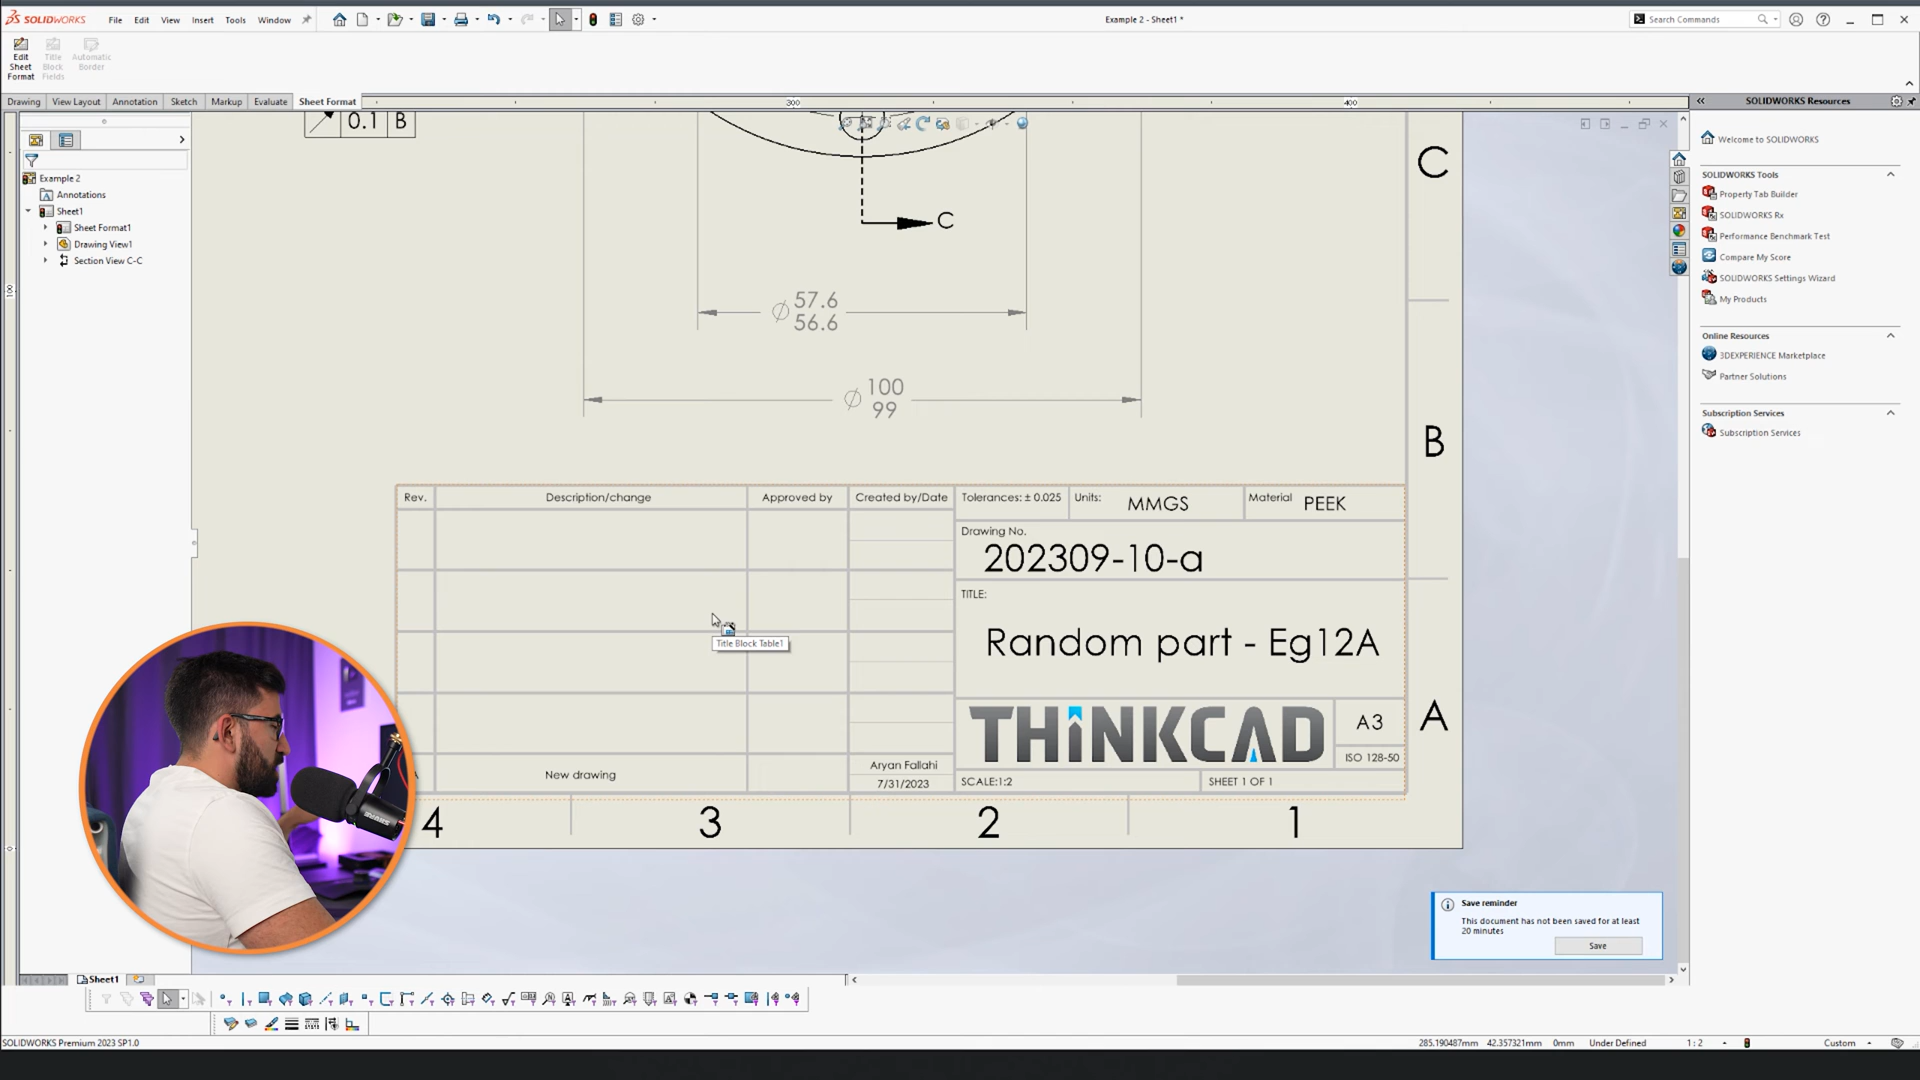 SOLIDWORKS
File Edit View Insert Tools Window
Example 2 - Sheet1 *
Search Commands
Edit Sheet Format
Title Block Fields
Automatic Border
Drawing View Layout Annotation Sketch Markup Evaluate Sheet Format
300
400
SOLIDWORKS Resources
0.1 B
C
C
Example 2
Annotations
Sheet1
Sheet Format1
Drawing View1
Section View C-C
Welcome to SOLIDWORKS
SOLIDWORKS Tools
Property Tab Builder
SOLIDWORKS Rx
Performance Benchmark Test
Compare My Score
SOLIDWORKS Settings Wizard
My Products
Online Resources
3DEXPERIENCE Marketplace
Partner Solutions
Subscription Services
Subscription Services
100
∅ 57.6
56.6
∅ 100
99
B
Rev. Description/change Approved by Created by/Date Tolerances: ± 0.025 Units: MMGS Material PEEK
Drawing No.
202309-10-a
TITLE:
Random part - Eg12A
Title Block Table1
THiNKCAD
A3
ISO 128-50
A
New drawing
Aryan Fallahi
7/31/2023
SCALE:1:2
SHEET 1 OF 1
4 3 2 1
0
Save reminder
This document has not been saved for at least
20 minutes
Save
Sheet1
SOLIDWORKS Premium 2023 SP1.0
285.190487mm 42.357321mm 0mm Under Defined 1:2 Custom